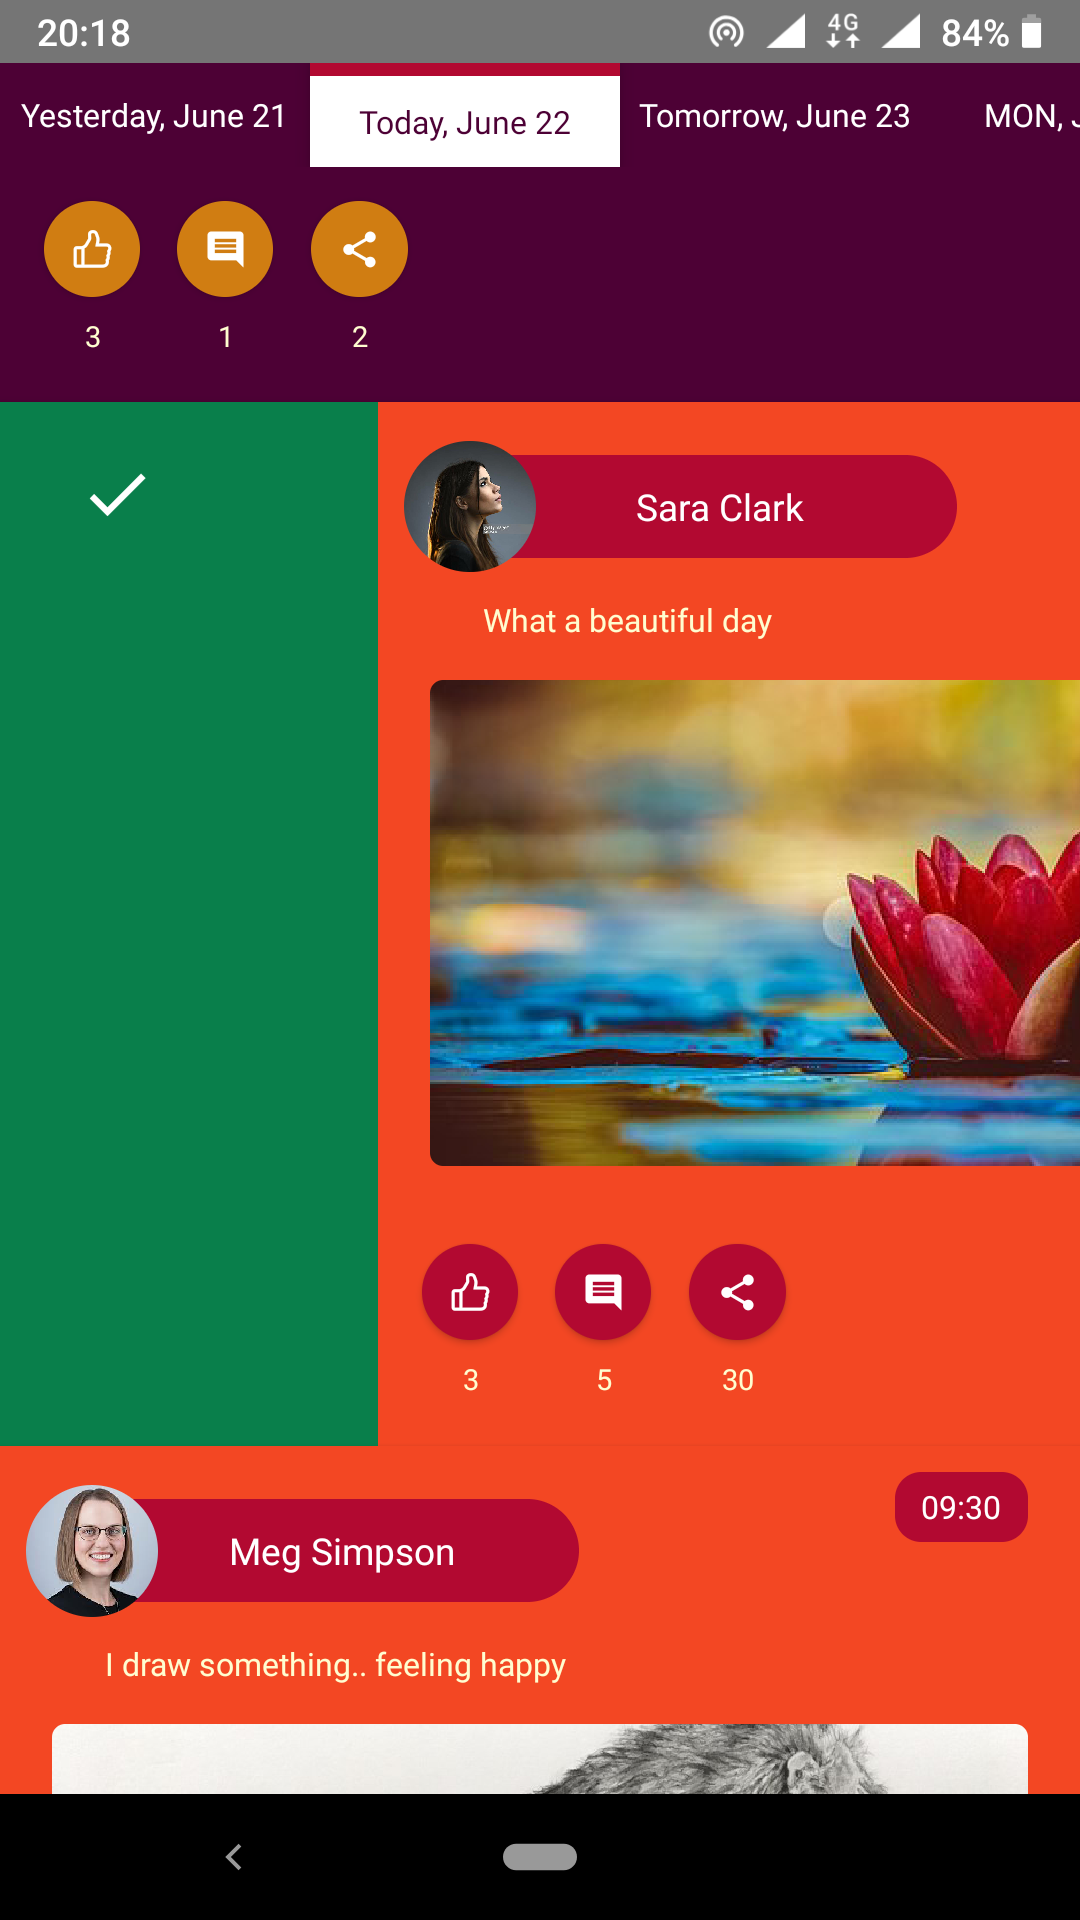 20:18
4G
84%
Yesterday, June 21
Today, June 22
Tomorrow, June 23
MON,
3
1
2
Sara Clark
What a beautiful day
3
5
30
09:30
Meg Simpson
I draw something.. feeling happy